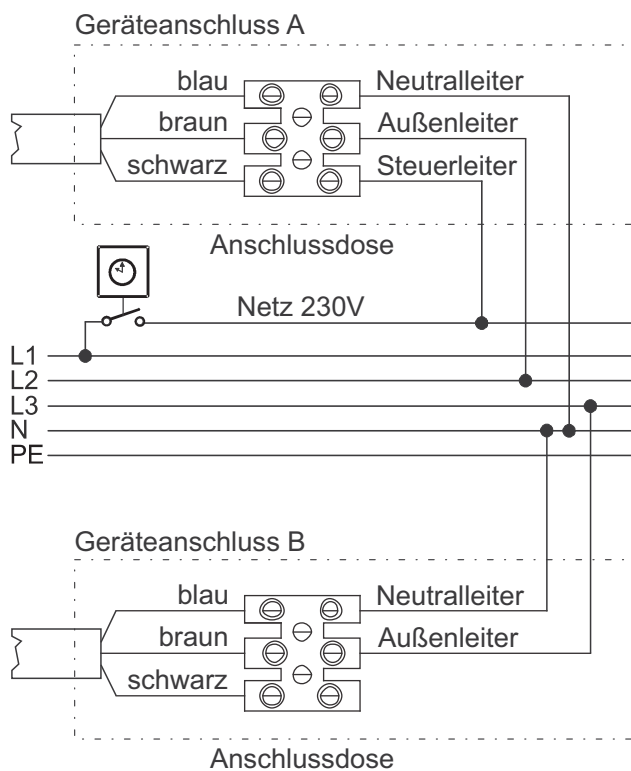 Geräteanschluss A
blau Neutralleiter
braun Außenleiter
schwarz Steuerleiter
Anschlussdose
Netz 230V
L1
L2
L3
N
PE
Geräteanschluss B
blau Neutralleiter
braun Außenleiter
schwarz
Anschlussdose